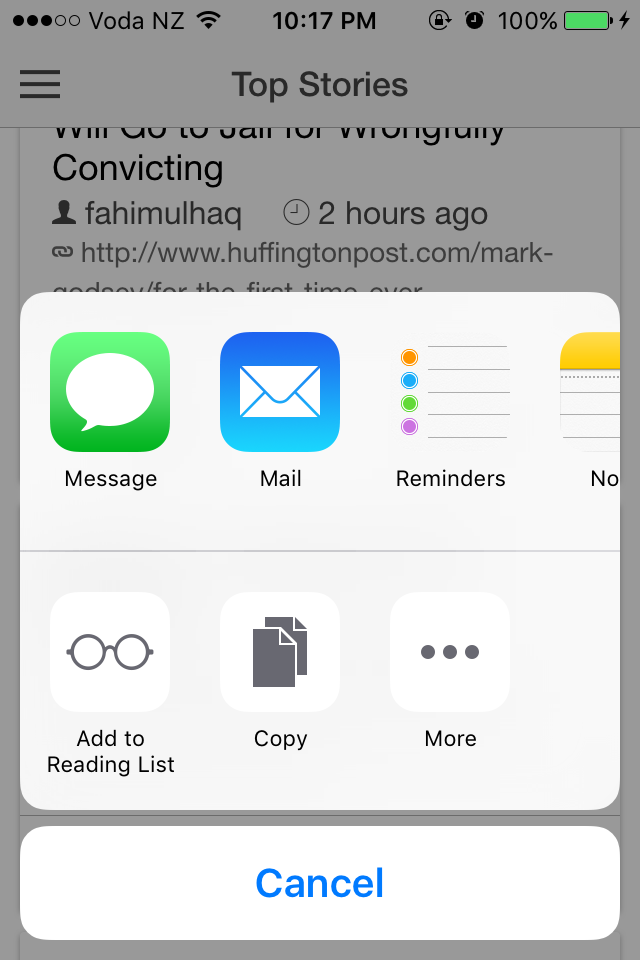 Voda NZ 10:17 PM 100%
Top Stories
Will Go to Jail for Wrongfully
Convicting
fahimulhaq 2 hours ago
http://www.huffingtonpost.com/mark-
godsey/for-the-first-time-ever
Message Mail Reminders No
Add to Copy More
Reading List
Cancel